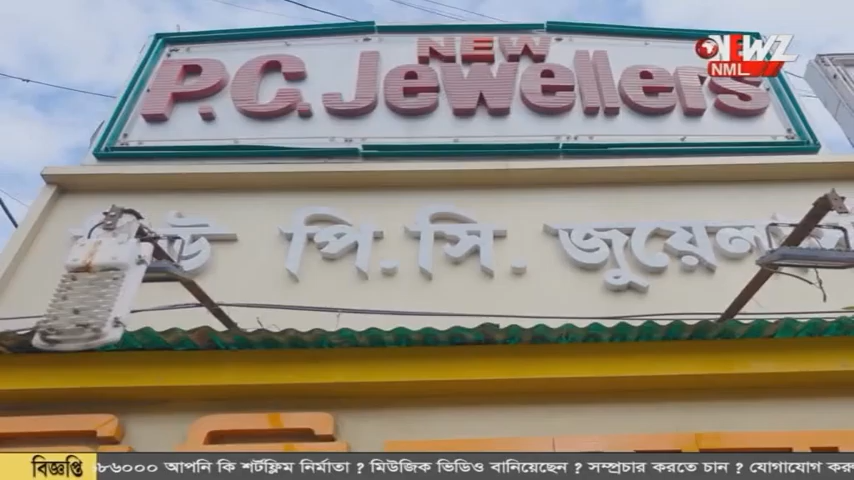 NEWZ
NML
NEW
P.C. Jewellers
নিউ পি.সি. জুয়েলার্স
বিজ্ঞপ্তি
৮৬০০০ আপনি কি শর্টফ্লিম নির্মাতা ? মিউজিক ভিডিও বানিয়েছেন ? সম্প্রচার করতে চান ? যোগাযোগ করু